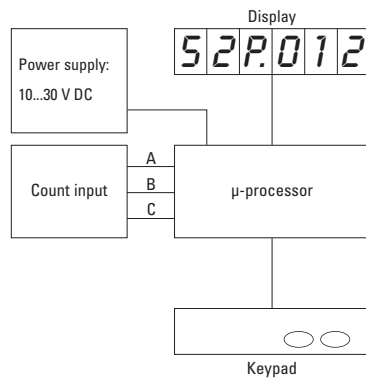 Display
S2P.012
Power supply:
10...30 V DC
A
B
C
Count input
µ-processor
Keypad